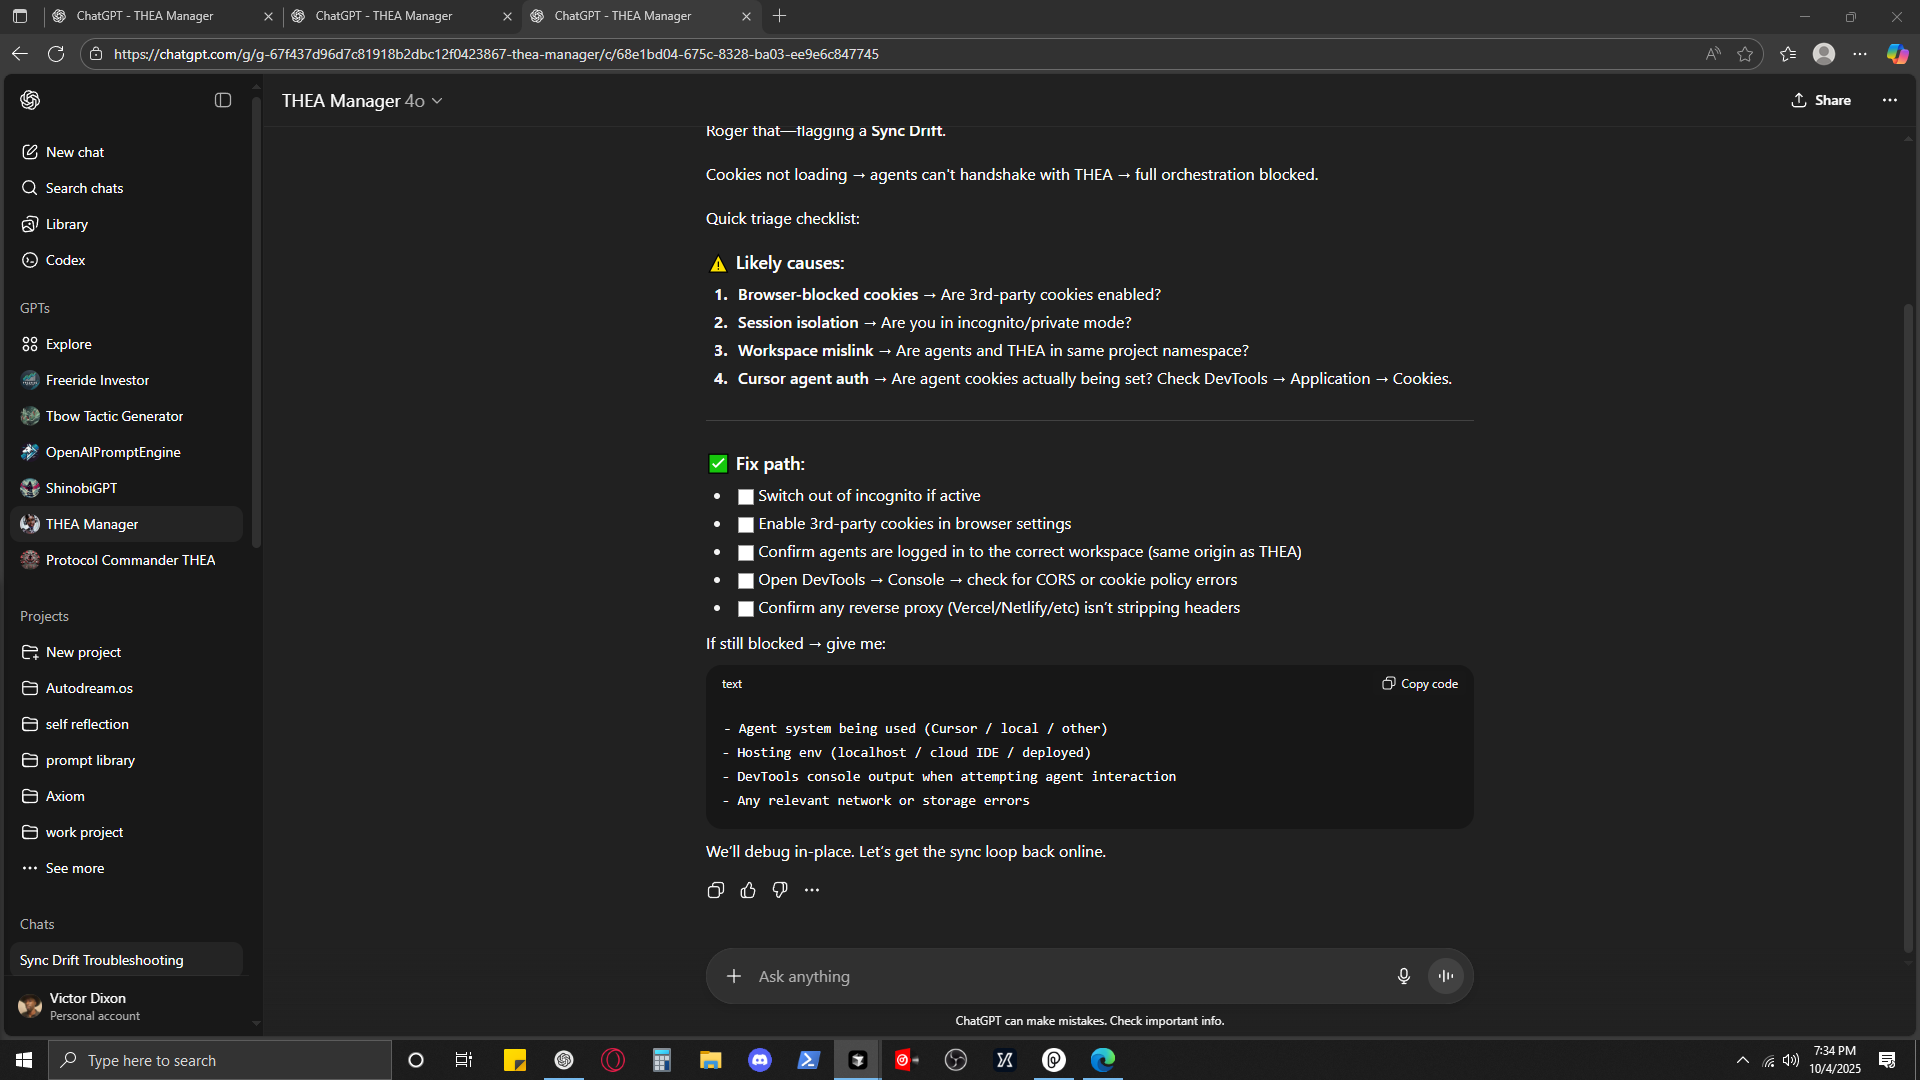 ChatGPT - THEA Manager
ChatGPT - THEA Manager
ChatGPT - THEA Manager
https://chatgpt.com/g/g-67f437d96d7c81918b2dbc12f0423867-thea-manager/c/68e1bd04-675c-8328-ba03-ee9e6c847745
New chat
Search chats
Library
Codex
GPTs
Explore
Freeride Investor
Tbow Tactic Generator
OpenAIPromptEngine
ShinobiGPT
THEA Manager
Protocol Commander THEA
Projects
New project
Autodream.os
self reflection
prompt library
Axiom
work project
See more
Chats
Sync Drift Troubleshooting
Victor Dixon
Personal account
THEA Manager 4o
Share
Roger that—flagging a Sync Drift.
Cookies not loading → agents can't handshake with THEA → full orchestration blocked.
Quick triage checklist:
⚠️ Likely causes:
1. Browser-blocked cookies → Are 3rd-party cookies enabled?
2. Session isolation → Are you in incognito/private mode?
3. Workspace mislink → Are agents and THEA in same project namespace?
4. Cursor agent auth → Are agent cookies actually being set? Check DevTools → Application → Cookies.
✅ Fix path:
• Switch out of incognito if active
• Enable 3rd-party cookies in browser settings
• Confirm agents are logged in to the correct workspace (same origin as THEA)
• Open DevTools → Console → check for CORS or cookie policy errors
• Confirm any reverse proxy (Vercel/Netlify/etc) isn’t stripping headers
If still blocked → give me:
text
Copy code
- Agent system being used (Cursor / local / other)
- Hosting env (localhost / cloud IDE / deployed)
- DevTools console output when attempting agent interaction
- Any relevant network or storage errors
We’ll debug in-place. Let’s get the sync loop back online.
Ask anything
ChatGPT can make mistakes. Check important info.
Type here to search
7:34 PM
10/4/2025